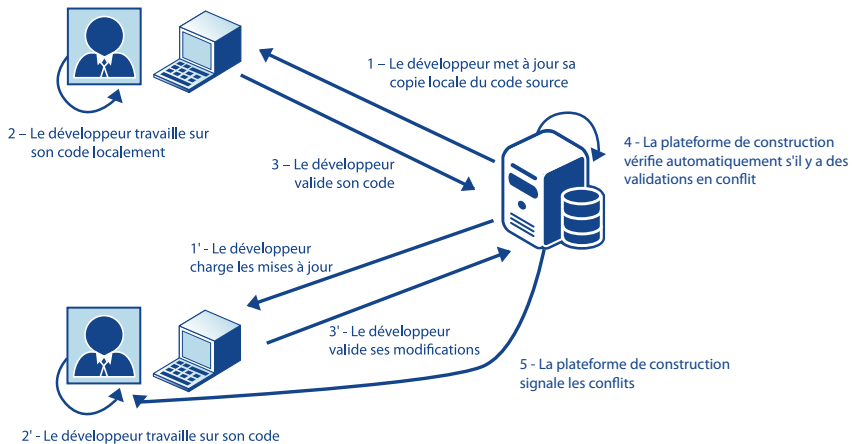 1 – Le développeur met à jour sa
copie locale du code source
2 – Le développeur travaille sur
son code localement
3 – Le développeur
valide son code
4 - La plateforme de construction
vérifie automatiquement s'il y a des
validations en conflit
1' - Le développeur
charge les mises à jour
3' - Le développeur
valide ses modifications
5 - La plateforme de construction
signale les conflits
2' - Le développeur travaille sur son code